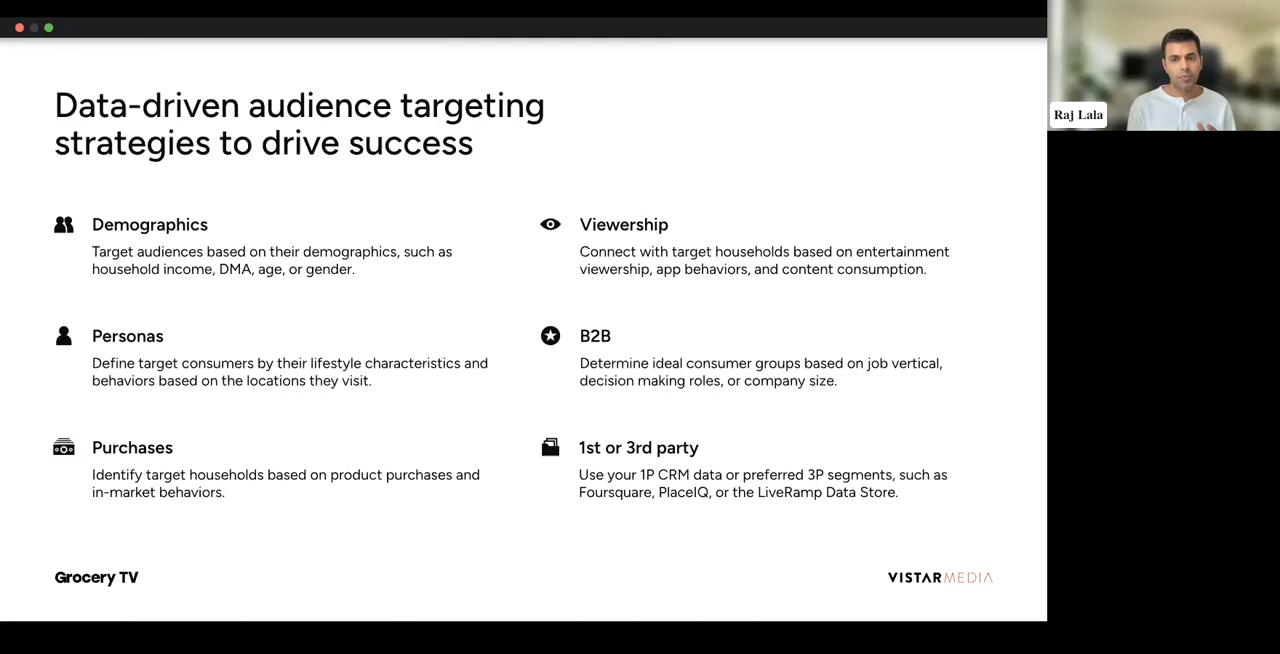 Data-driven audience targeting
strategies to drive success
Demographics
Target audiences based on their demographics, such as
household income, DMA, age, or gender.
Viewership
Connect with target households based on entertainment
viewership, app behaviors, and content consumption.
Personas
Define target consumers by their lifestyle characteristics and
behaviors based on the locations they visit.
B2B
Determine ideal consumer groups based on job vertical,
decision making roles, or company size.
Purchases
Identify target households based on product purchases and
in-market behaviors.
1st or 3rd party
Use your 1P CRM data or preferred 3P segments, such as
Foursquare, PlaceIQ, or the LiveRamp Data Store.
Grocery TV
VISTARMEDIA
Raj Lala